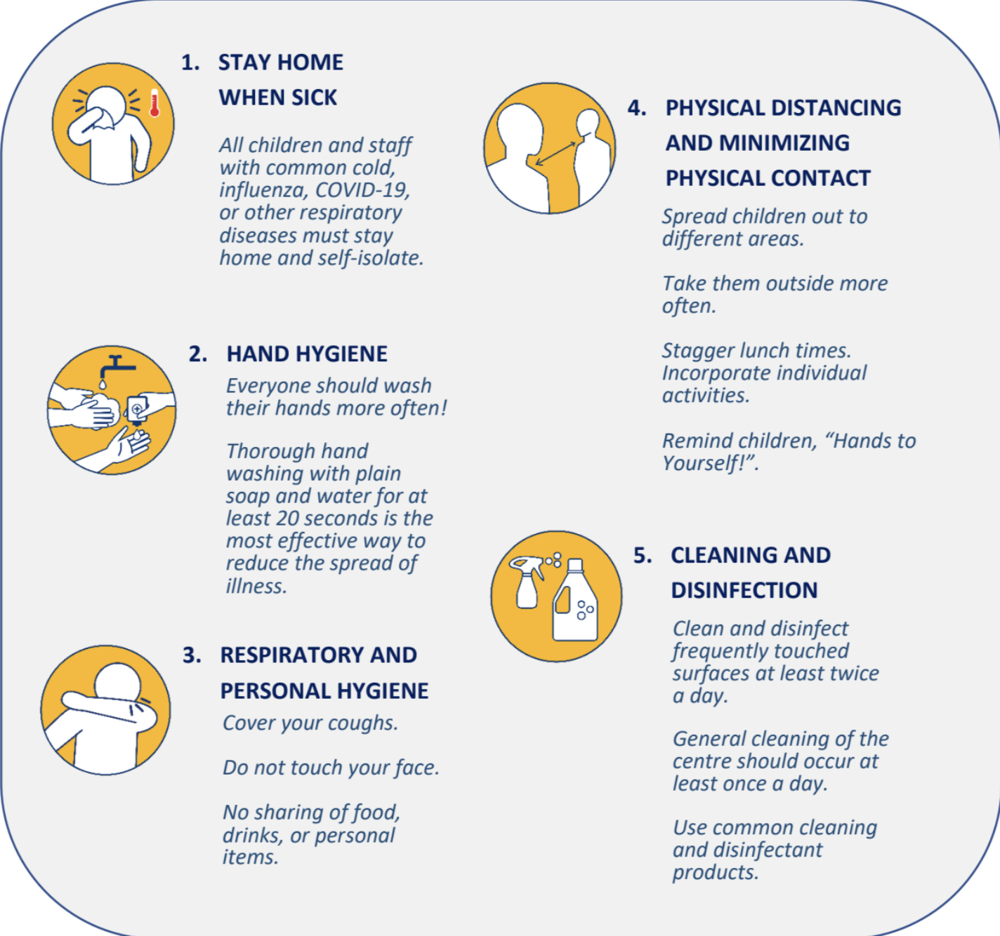 1. STAY HOME
WHEN SICK
All children and staff
with common cold,
influenza, COVID-19,
or other respiratory
diseases must stay
home and self-isolate.
2. HAND HYGIENE
Everyone should wash
their hands more often!
Thorough hand
washing with plain
soap and water for at
least 20 seconds is the
most effective way to
reduce the spread of
illness.
3. RESPIRATORY AND
PERSONAL HYGIENE
Cover your coughs.
Do not touch your face.
No sharing of food,
drinks, or personal
items.
4. PHYSICAL DISTANCING
AND MINIMIZING
PHYSICAL CONTACT
Spread children out to
different areas.
Take them outside more
often.
Stagger lunch times.
Incorporate individual
activities.
Remind children, “Hands to
Yourself!”.
5. CLEANING AND
DISINFECTION
Clean and disinfect
frequently touched
surfaces at least twice
a day.
General cleaning of the
centre should occur at
least once a day.
Use common cleaning
and disinfectant
products.